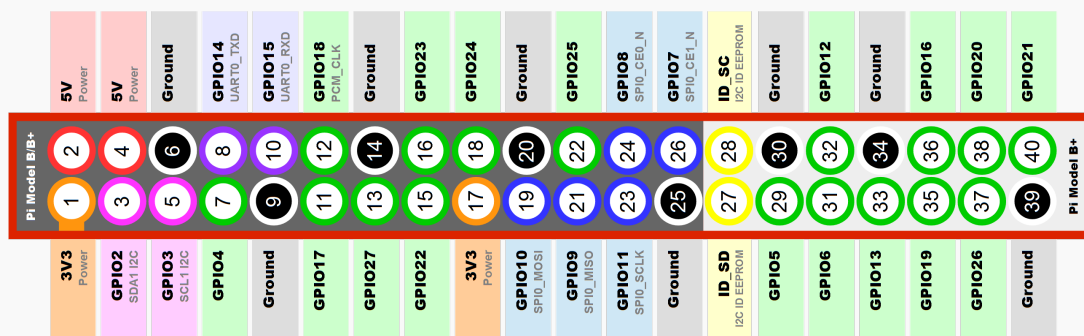 5V Power
5V Power
Ground
GPIO14 UART0_TXD
GPIO15 UART0_RXD
GPIO18 PCM_CLK
Ground
GPIO23
GPIO24
Ground
GPIO25
GPIO8 SPI0_CE0_N
GPIO7 SPI0_CE1_N
ID_SC I2C ID EEPROM
Ground
GPIO12
Ground
GPIO16
GPIO20
GPIO21
Pi Model B/B+
2 4 6 8 10 12 14 16 18 20 22 24 26 28 30 32 34 36 38 40
1 3 5 7 9 11 13 15 17 19 21 23 25 27 29 31 33 35 37 39
Pi Model B+
3V3 Power
GPIO2 SDA1 I2C
GPIO3 SCL1 I2C
GPIO4
Ground
GPIO17
GPIO27
GPIO22
3V3 Power
GPIO10 SPI0_MOSI
GPIO9 SPI0_MISO
GPIO11 SPI0_SCLK
Ground
ID_SD I2C ID EEPROM
GPIO5
GPIO6
GPIO13
GPIO19
GPIO26
Ground